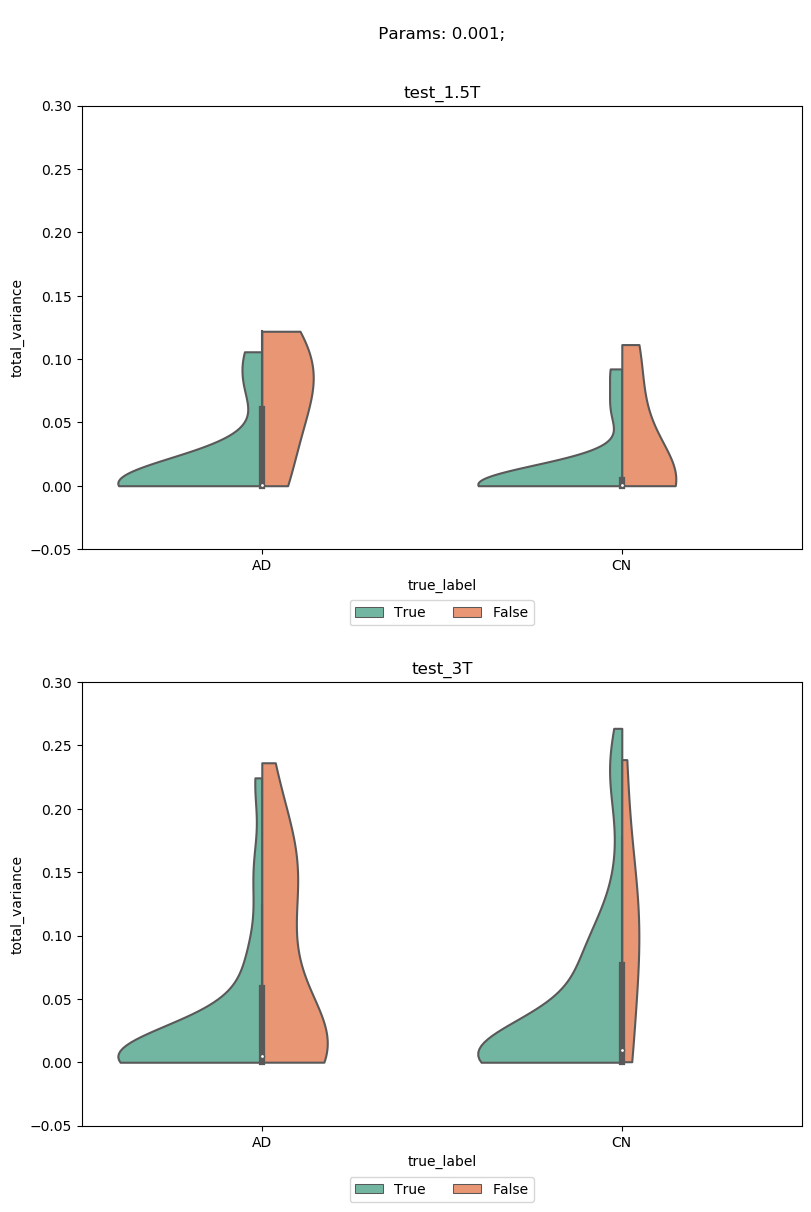 Params: 0.001;
test_1.5T
0.30
0.25
0.20
0.15
0.10
0.05
0.00
−0.05
total_variance
AD CN
true_label
True False
test_3T
0.30
0.25
0.20
0.15
0.10
0.05
0.00
−0.05
total_variance
AD CN
true_label
True False